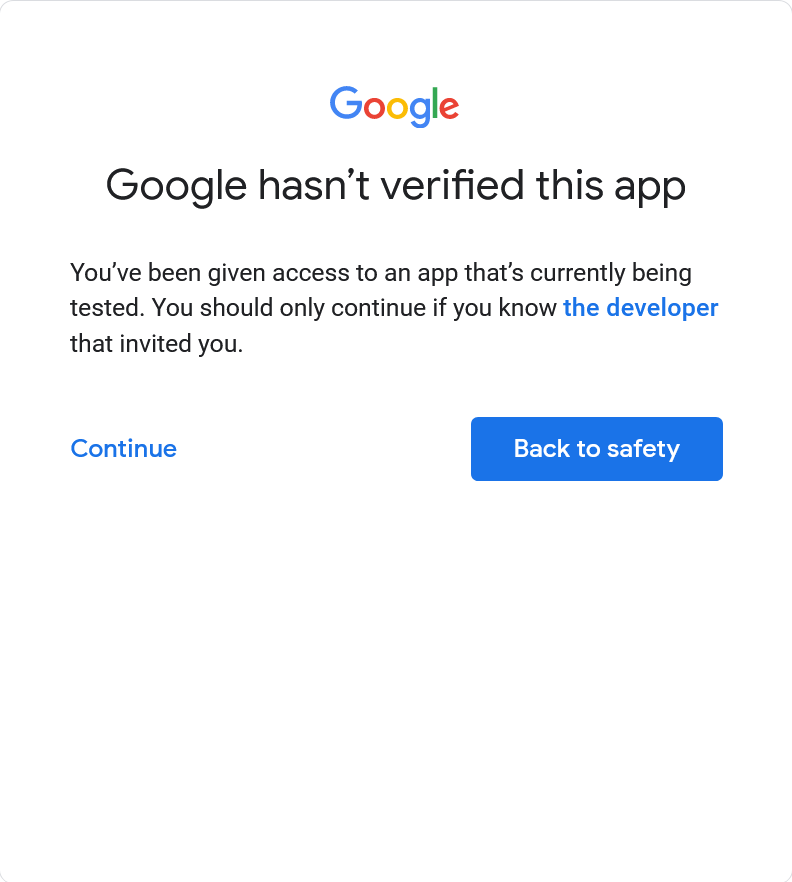 Google
Google hasn’t verified this app
You’ve been given access to an app that’s currently being
tested. You should only continue if you know the developer
that invited you.
Continue
Back to safety